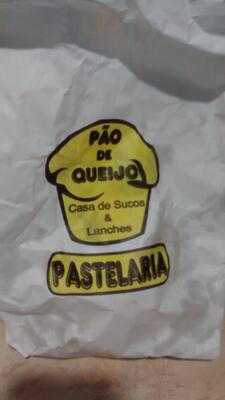 PÃO
DE
QUEIJO
Casa de Sucos
&
Lanches
PASTELARIA